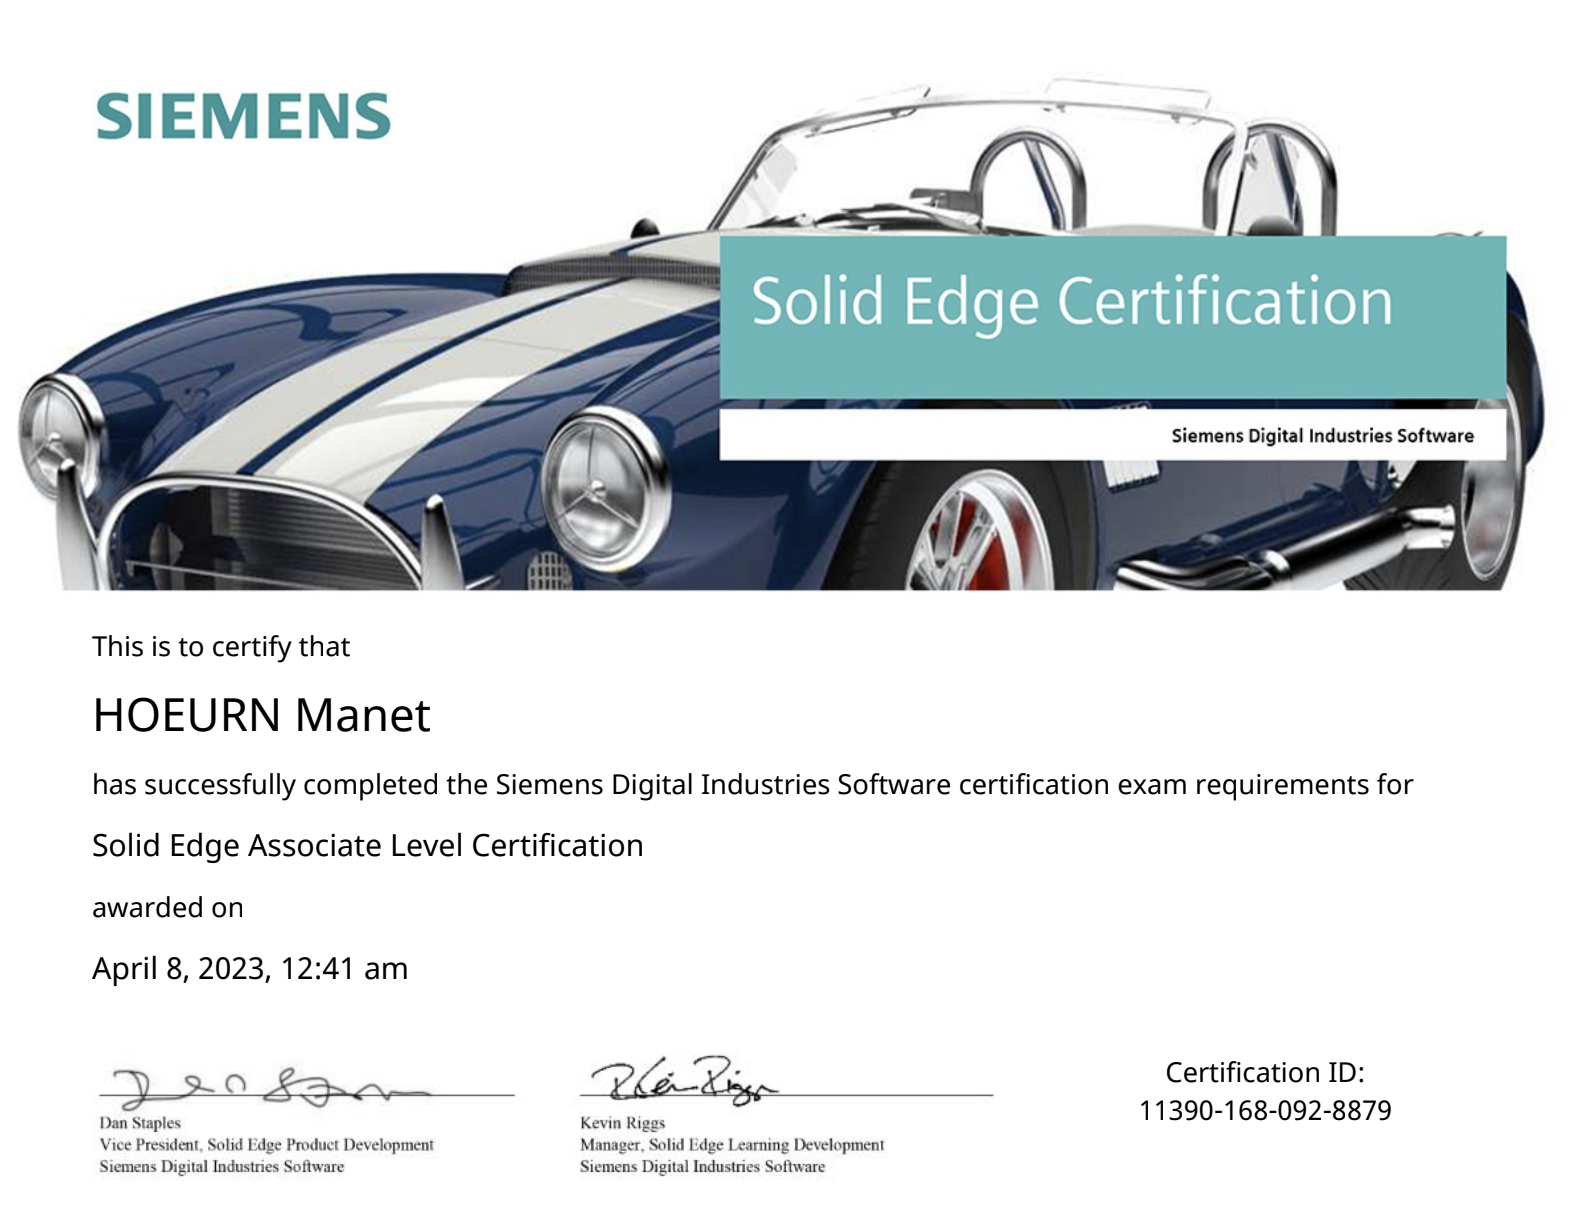 SIEMENS
Solid Edge Certification
Siemens Digital Industries Software
This is to certify that
HOEURN Manet
has successfully completed the Siemens Digital Industries Software certification exam requirements for
Solid Edge Associate Level Certification
awarded on
April 8, 2023, 12:41 am
Dan Staples
Vice President, Solid Edge Product Development
Siemens Digital Industries Software
Kevin Riggs
Manager, Solid Edge Learning Development
Siemens Digital Industries Software
Certification ID:
11390-168-092-8879